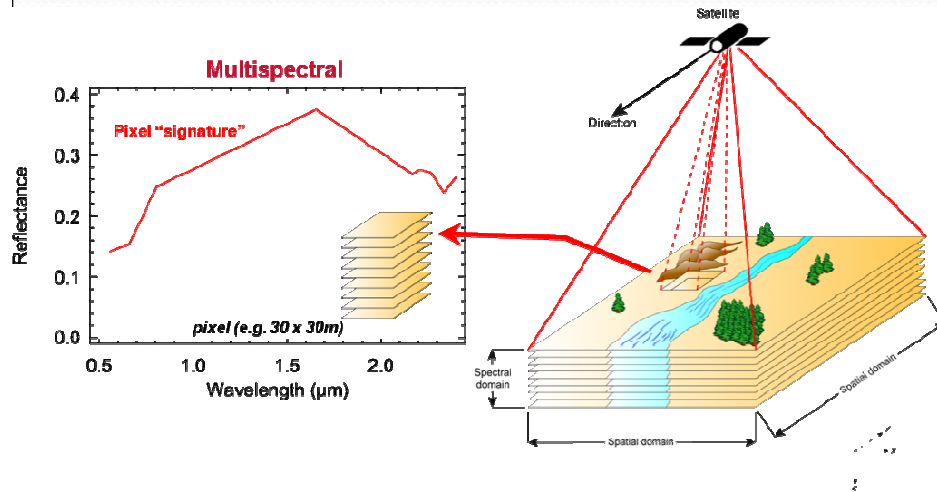 Satellite
Multispectral
0.4
Pixel "signature"
Direction
0.3
Reflectance
0.2
0.1
pixel (e.g. 30 x 30m)
0.0
0.5
1.0
1.5
2.0
Wavelength (μm)
Spectral
domain
Spatial domain
Spatial domain